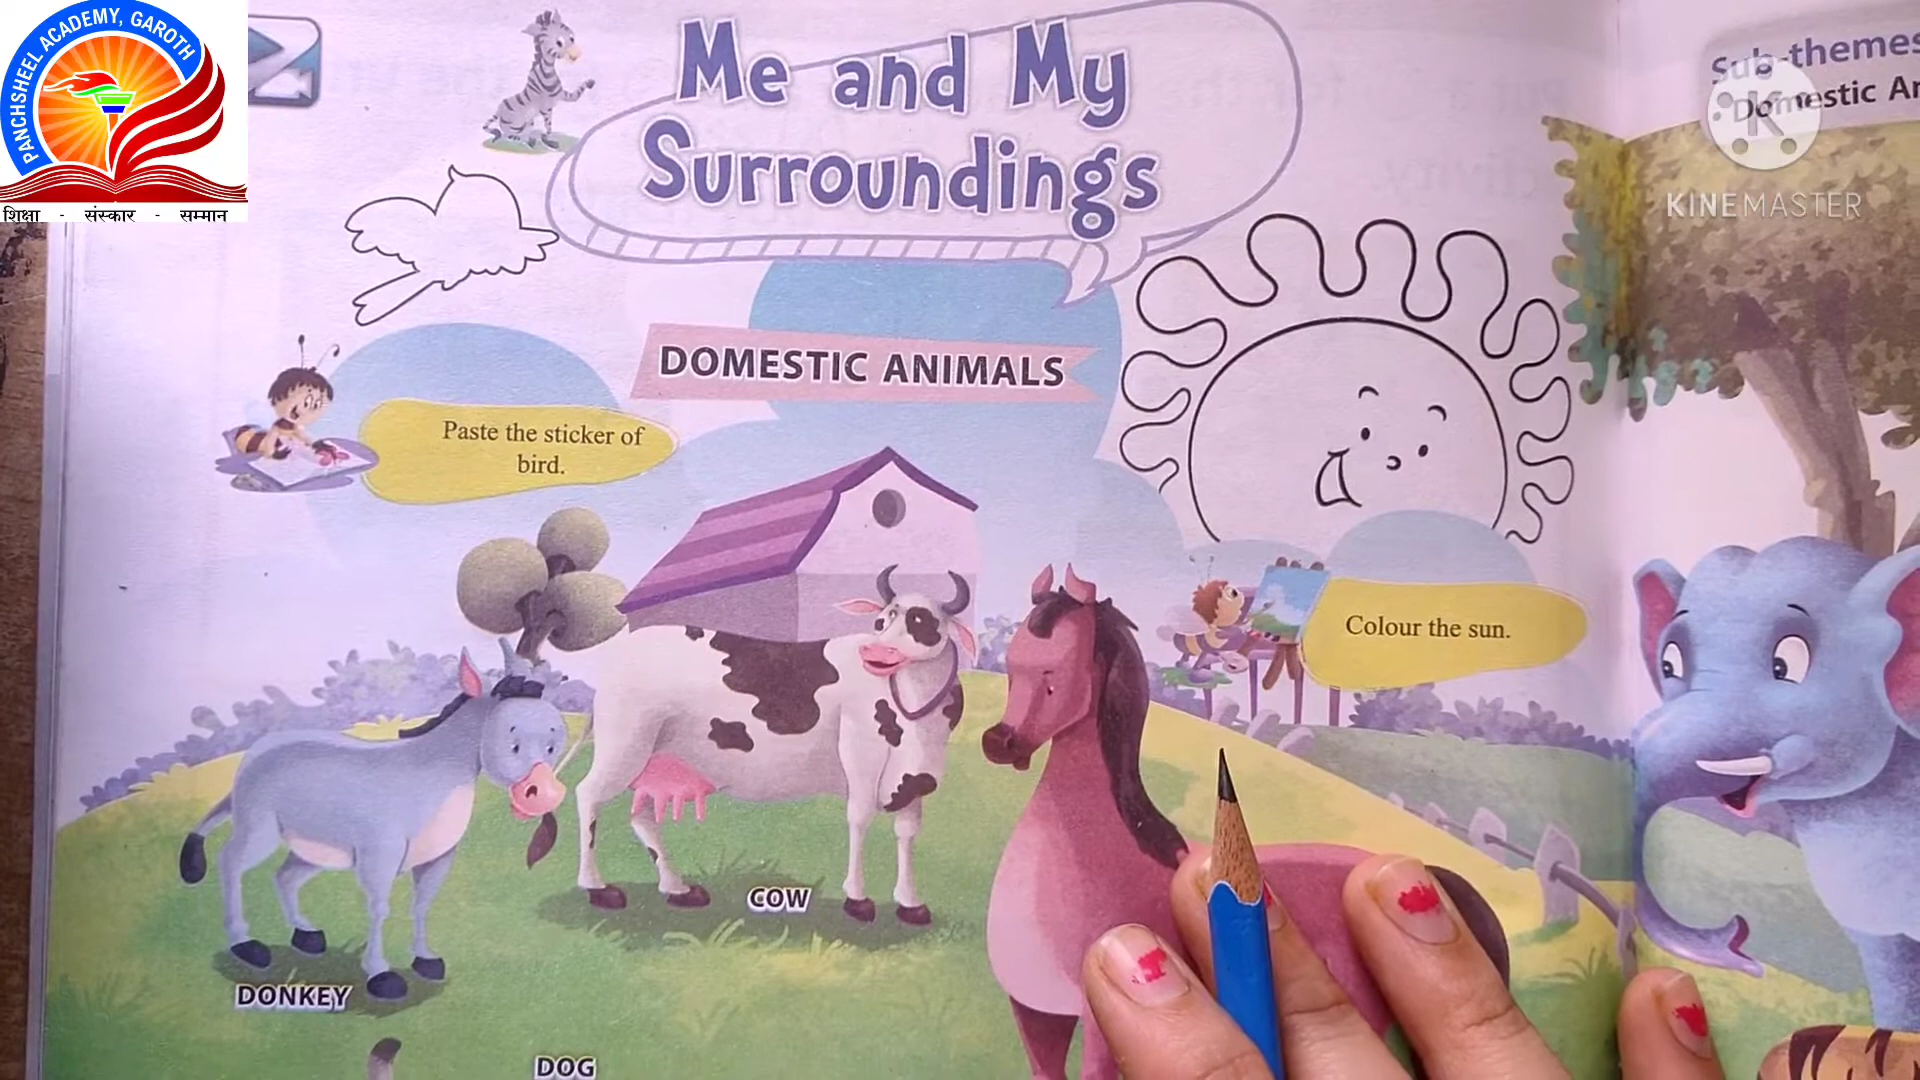 PANCHSHEEL ACADEMY, GAROTH
शिक्षा - संस्कार - सम्मान
Me and My
Surroundings
Sub-themes
Domestic
K
KINEMASTER
DOMESTIC ANIMALS
Paste the sticker of
bird.
Colour the sun.
COW
DONKEY
DOG